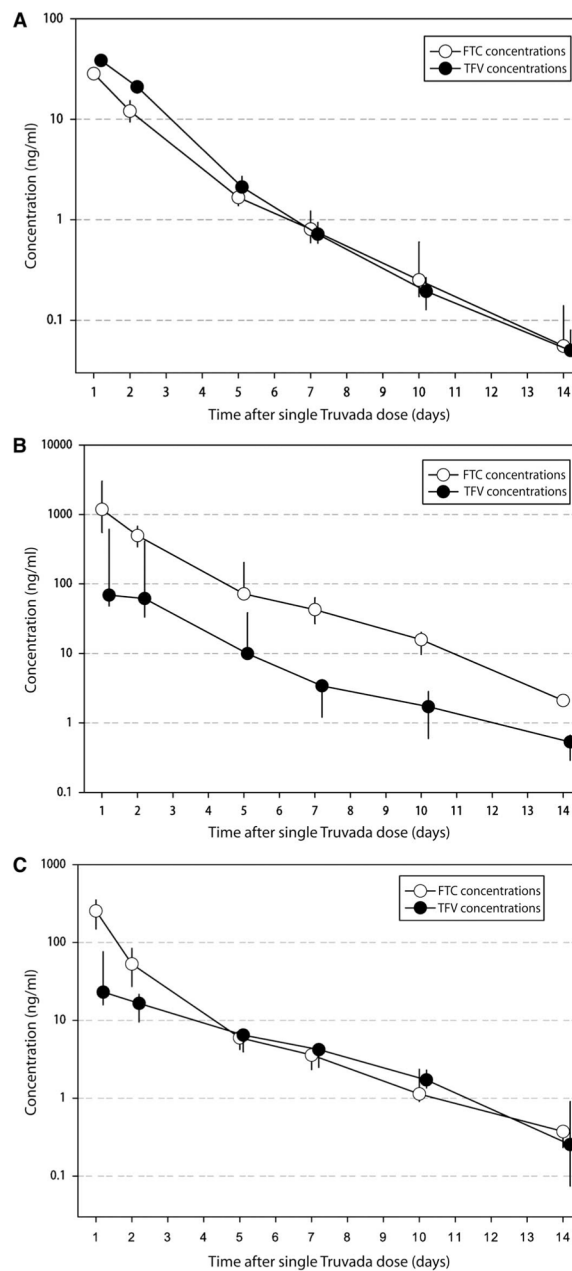 A
100
10
1
0.1
Concentration (ng/ml)
FTC concentrations
TFV concentrations
1 2 3 4 5 6 7 8 9 10 11 12 13 14
Time after single Truvada dose (days)
B
10000
1000
100
10
1
0.1
Concentration (ng/ml)
FTC concentrations
TFV concentrations
1 2 3 4 5 6 7 8 9 10 11 12 13 14
Time after single Truvada dose (days)
C
1000
100
10
1
0.1
Concentration (ng/ml)
FTC concentrations
TFV concentrations
1 2 3 4 5 6 7 8 9 10 11 12 13 14
Time after single Truvada dose (days)